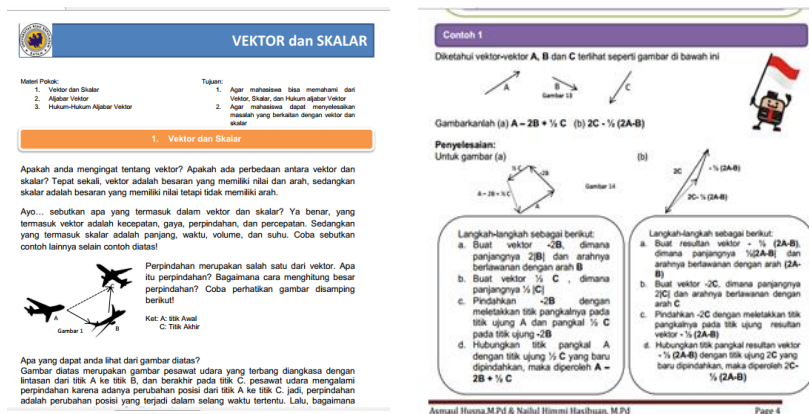 VEKTOR dan SKALAR
Materi Pokok:
1. Vektor dan Skalar
2. Aljabar Vektor
3. Hukum-Hukum Aljabar Vektor
Tujuan:
1. Agar mahasiswa bisa memahami dari
Vektor, Skalar, dan Hukum aljabar Vektor
2. Agar mahasiswa dapat menyelesaikan
masalah yang berkaitan dengan vektor dan
skalar
1. Vektor dan Skalar
Apakah anda mengingat tentang vektor? Apakah ada perbedaan antara vektor dan
skalar? Tepat sekali, vektor adalah besaran yang memiliki nilai dan arah, sedangkan
skalar adalah besaran yang memiliki nilai tetapi tidak memiliki arah.
Ayo... sebutkan apa yang termasuk dalam vektor dan skalar? Ya benar, yang
termasuk vektor adalah kecepatan, gaya, perpindahan, dan percepatan. Sedangkan
yang termasuk skalar adalah panjang, waktu, volume, dan suhu. Coba sebutkan
contoh lainnya selain contoh diatas!
Perpindahan merupakan salah satu dari vektor. Apa
itu perpindahan? Bagaimana cara menghitung besar
perpindahan? Coba perhatikan gambar disamping
berikut!
Ket: A: titik Awal
C: Titik Akhir
A
B
C
Gambar 1
Apa yang dapat anda lihat dari gambar diatas?
Gambar diatas merupakan gambar pesawat udara yang terbang diangkasa dengan
lintasan dari titik A ke titik B, dan berakhir pada titik C. pesawat udara mengalami
perpindahan karena adanya perubahan posisi dari titik A ke titik C. jadi, perpindahan
adalah perubahan posisi yang terjadi dalam selang waktu tertentu. Lalu, bagaimana
Contoh 1
Diketahui vektor-vektor A, B dan C terlihat seperti gambar di bawah ini
A
B
C
Gambar 13
Gambarkanlah (a) A – 2B + ½ C (b) 2C - ½ (2A-B)
Penyelesaian:
Untuk gambar (a)
(b)
½ C
-2B
A – 2B + ½ C
A
Gambar 14
2C
- ½ (2A-B)
2C- ½ (2A-B)
Langkah-langkah sebagai berikut:
a. Buat vektor -2B, dimana
panjangnya 2|B| dan arahnya
berlawanan dengan arah B
b. Buat vektor ½ C , dimana
panjangnya ½ |C|
c. Pindahkan -2B dengan
meletakkan titik pangkalnya pada
titik ujung A dan pangkal ½ C
pada titik ujung -2B
d. Hubungkan titik pangkal A
dengan titik ujung ½ C yang baru
dipindahkan, maka diperoleh A –
2B + ½ C
Langkah-langkah sebagai berikut:
a. Buat resultan vektor - ½ (2A-B),
dimana panjangnya ½|2A-B| dan
arahnya berlawanan dengan arah (2A-
B)
b. Buat vektor -2C, dimana panjangnya
2|C| dan arahnya berlawanan dengan
arah C
c. Pindahkan -2C dengan meletakkan titik
pangkalnya pada titik ujung resultan
vektor - ½ (2A-B)
d. Hubungkan titik pangkal resultan vektor
- ½ (2A-B) dengan titik ujung 2C yang
baru dipindahkan, maka diperoleh 2C-
½ (2A-B)
Asmaul Husna,M.Pd & Nailul Himmi Hasibuan, M.Pd
Page 4